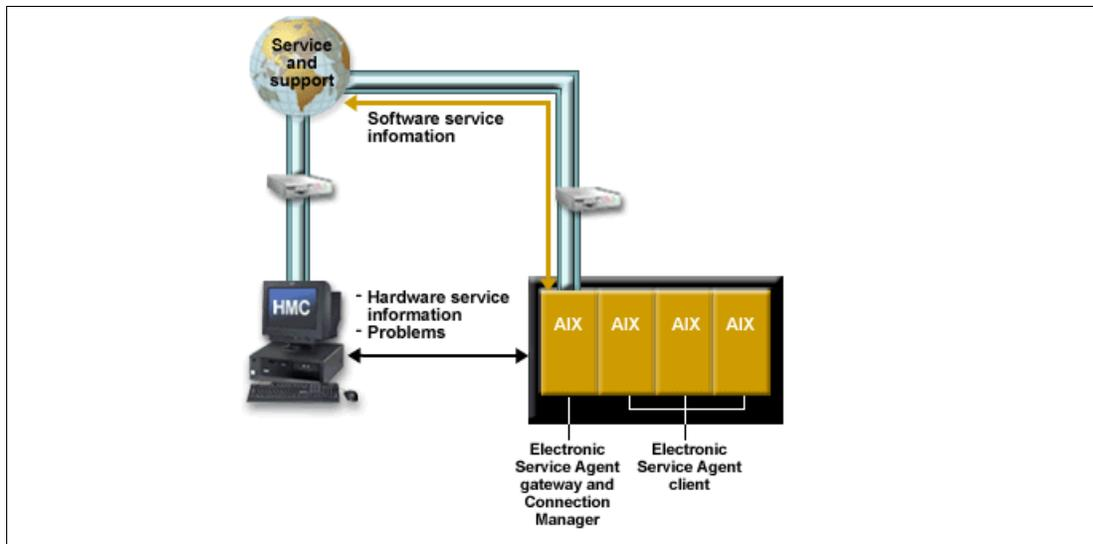 Service
and
support
Software service
infomation
HMC
- Hardware service
information
- Problems
AIX
AIX
AIX
AIX
Electronic
Service Agent
gateway and
Connection
Manager
Electronic
Service Agent
client